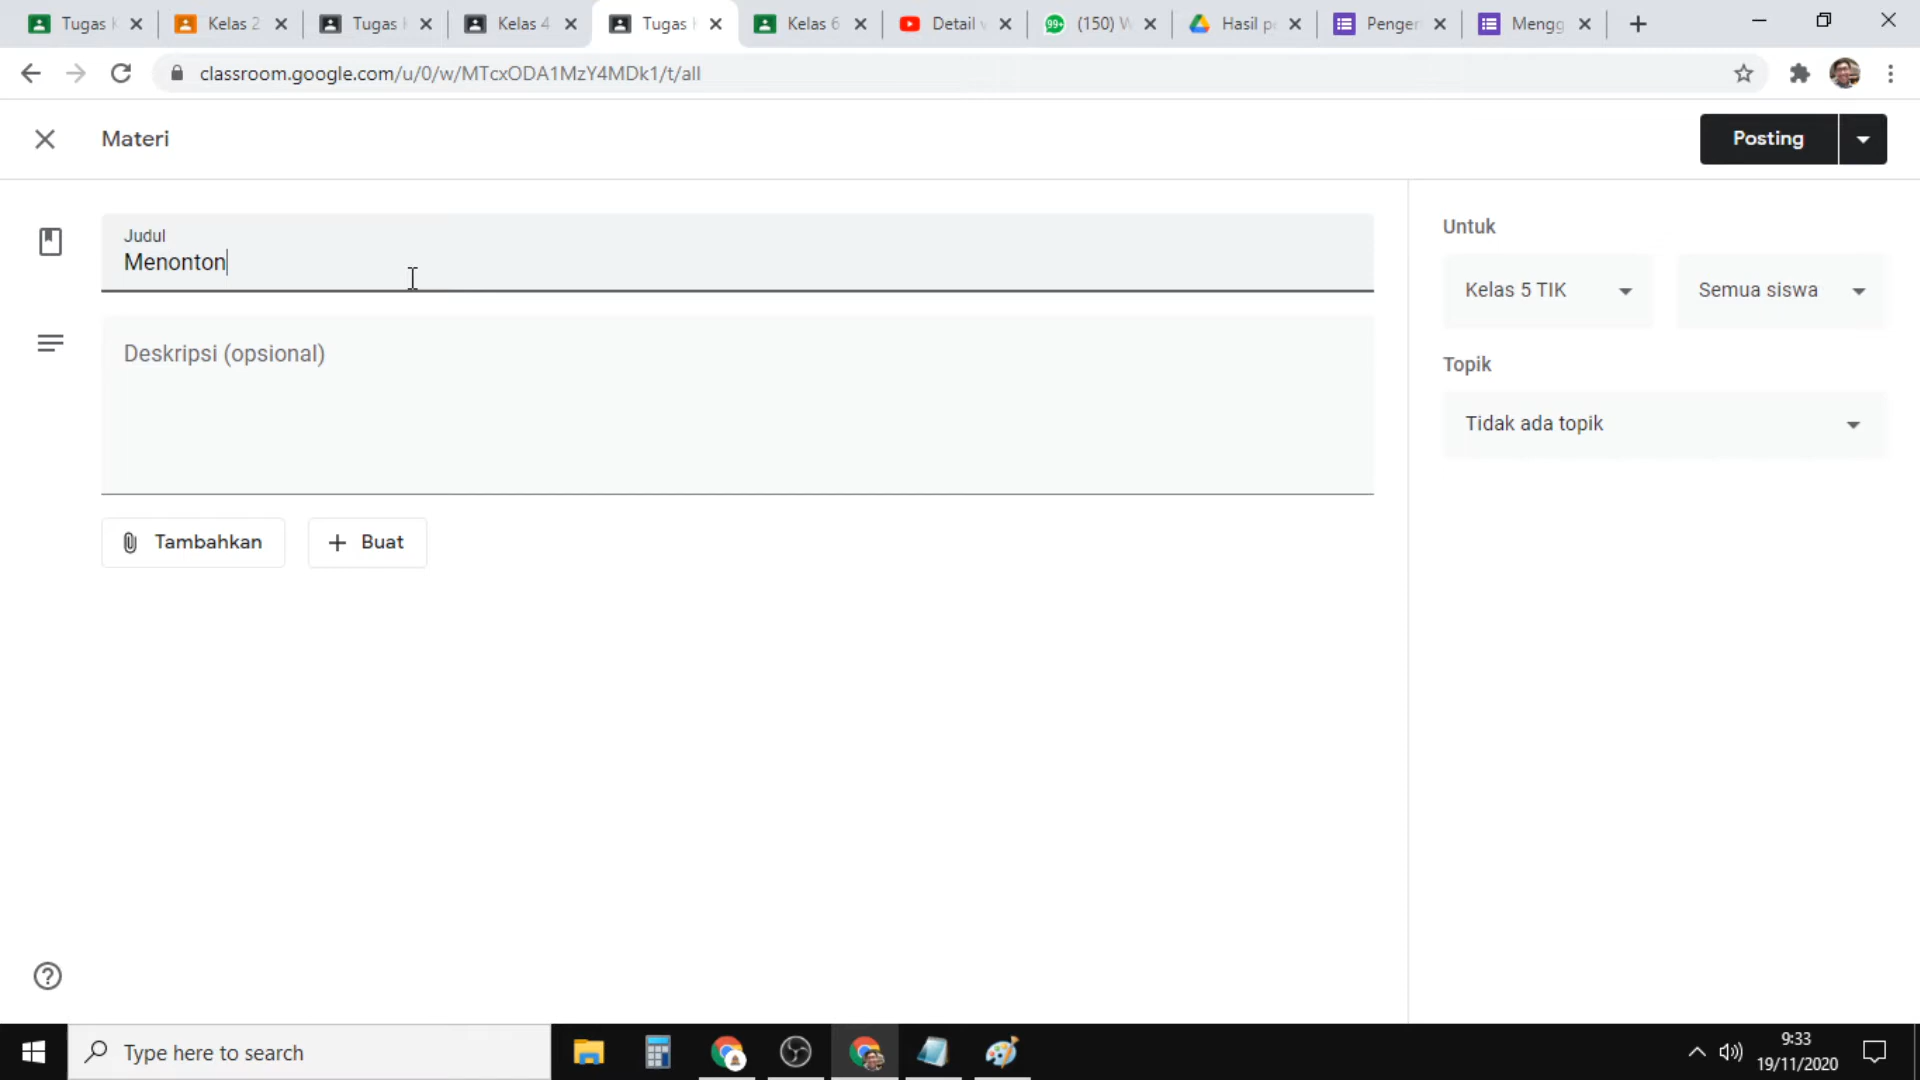 Tugas
Kelas 2
Tugas
Kelas 4
Tugas
Kelas 6
Detail
(150)
Hasil
Menggu
classroom.google.com/u/0/w/MTcxODA1MzY4MDk1/t/all
Materi
Posting
Judul
Menonton
Deskripsi (opsional)
Tambahkan
Buat
Untuk
Kelas 5 TIK
Semua siswa
Topik
Tidak ada topik
Type here to search
9:33
19/11/2020